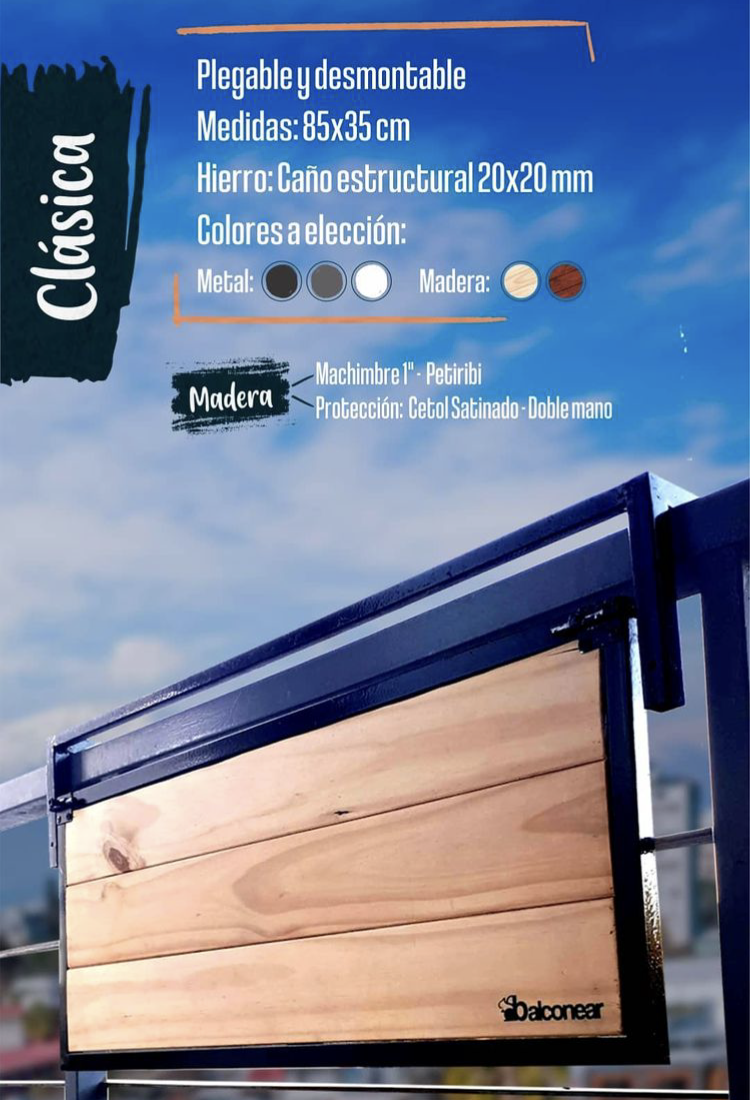 Clásica
Plegable y desmontable
Medidas: 85x35 cm
Hierro: Caño estructural 20x20 mm
Colores a elección:
Metal: Madera:
Madera
Machimbre 1" - Petiribi
Protección: Cetol Satinado - Doble mano
balconear